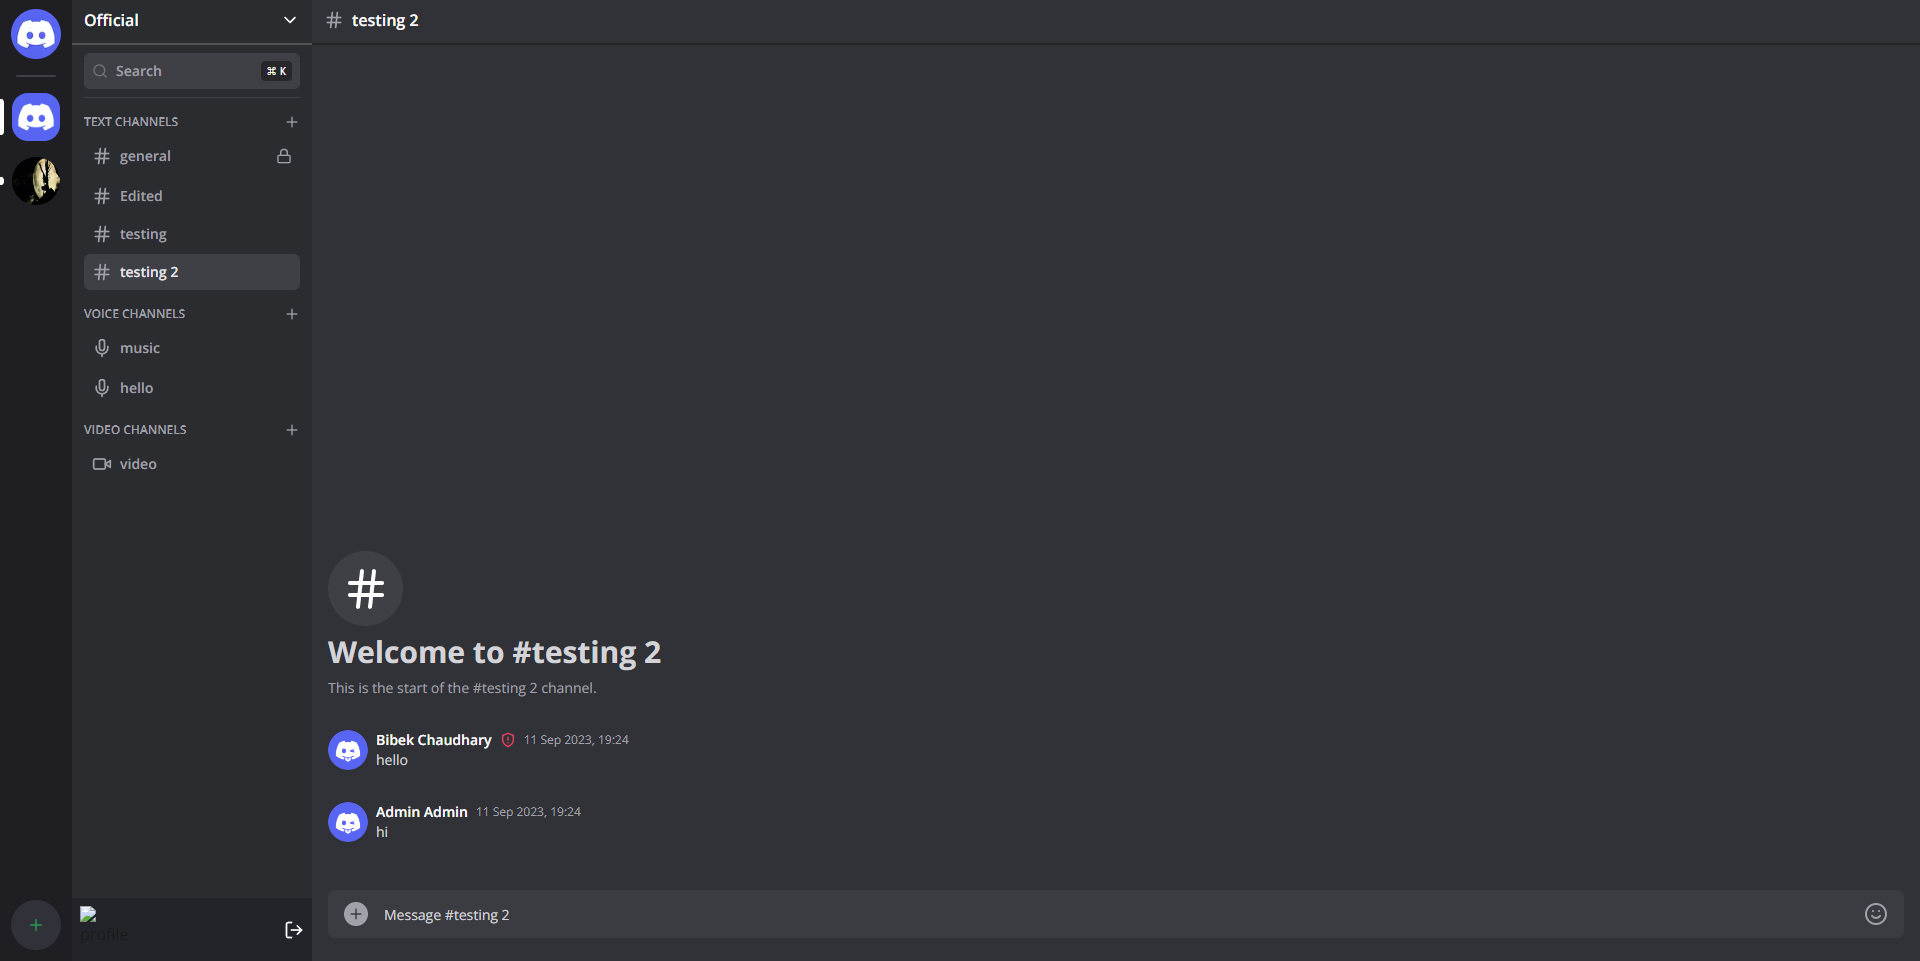 Official
Search
⌘ K
TEXT CHANNELS
general
Edited
testing
testing 2
VOICE CHANNELS
music
hello
VIDEO CHANNELS
video
profile
# testing 2
Welcome to #testing 2
This is the start of the #testing 2 channel.
Bibek Chaudhary 11 Sep 2023, 19:24
hello
Admin Admin 11 Sep 2023, 19:24
hi
Message #testing 2